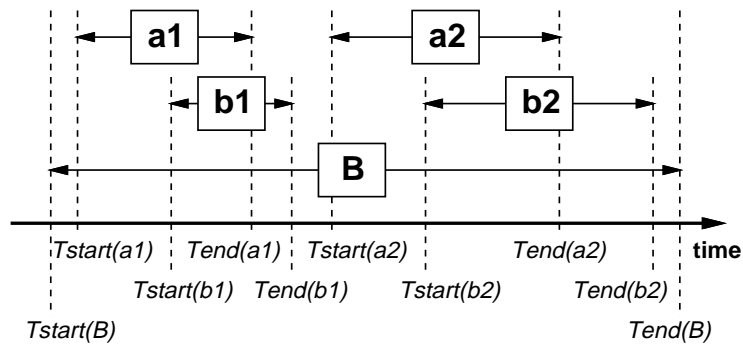 a1 a2
b1 b2
B
Tstart(a1) Tend(a1) Tstart(a2) Tend(a2) time
Tstart(b1) Tend(b1) Tstart(b2) Tend(b2)
Tstart(B) Tend(B)